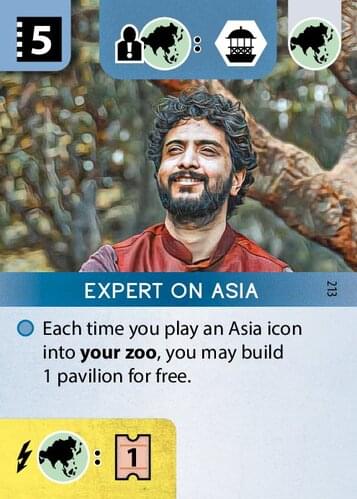 5
:
EXPERT ON ASIA
213
Each time you play an Asia icon
into your zoo, you may build
1 pavilion for free.
: 1